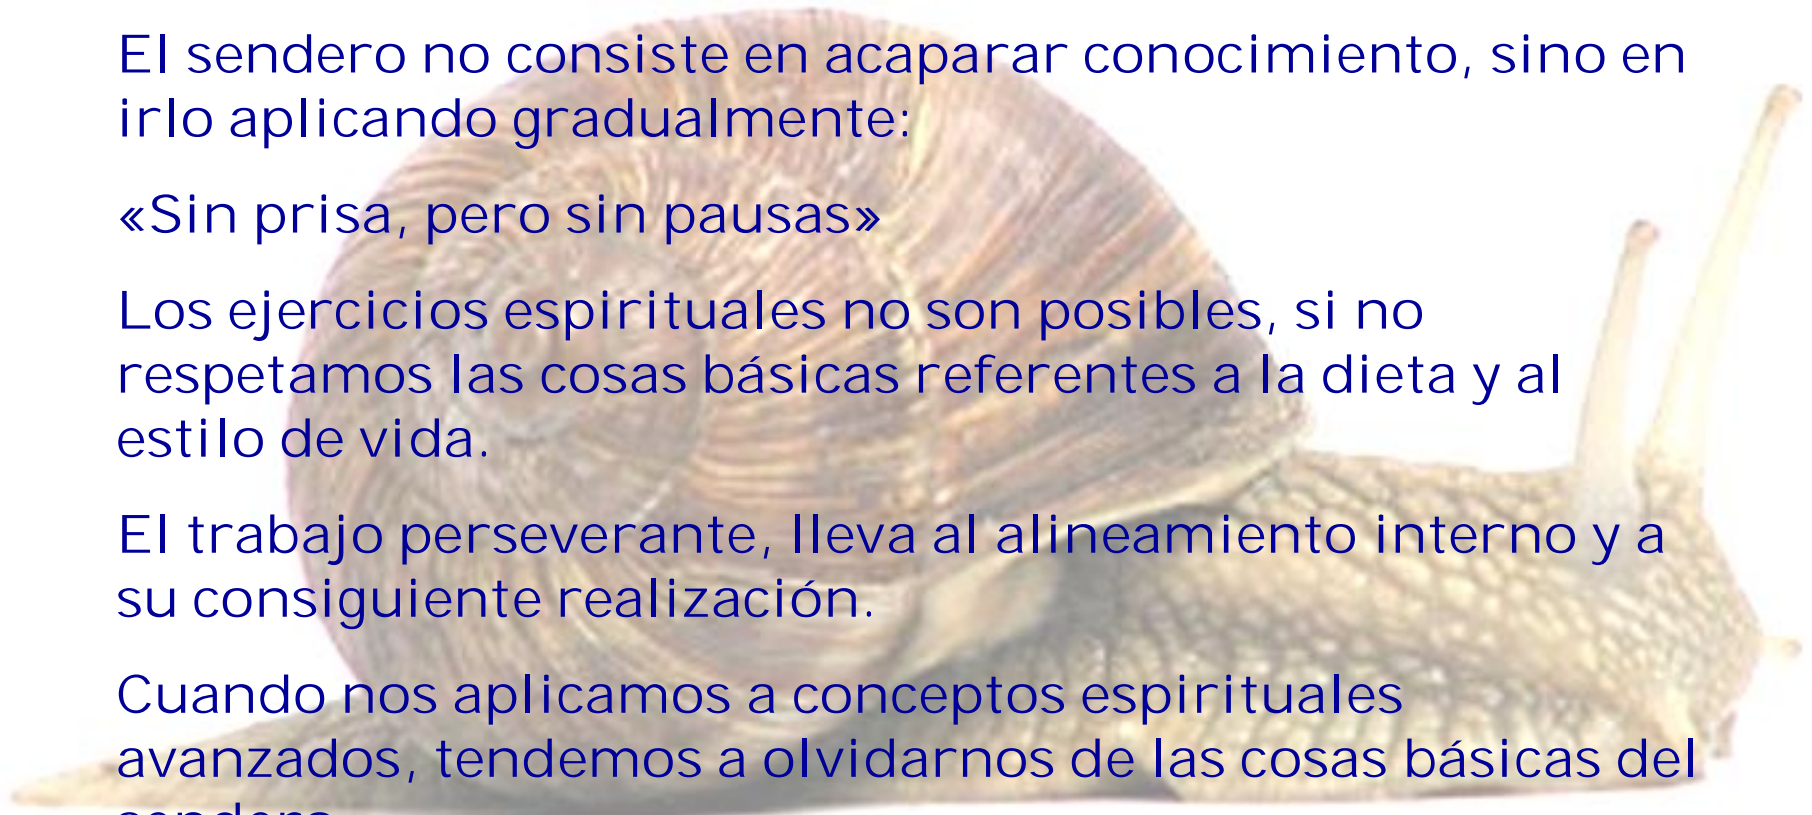 El sendero no consiste en acaparar conocimiento, sino en
irlo aplicando gradualmente:
«Sin prisa, pero sin pausas»
Los ejercicios espirituales no son posibles, si no
respetamos las cosas básicas referentes a la dieta y al
estilo de vida.
El trabajo perseverante, lleva al alineamiento interno y a
su consiguiente realización.
Cuando nos aplicamos a conceptos espirituales
avanzados, tendemos a olvidarnos de las cosas básicas del